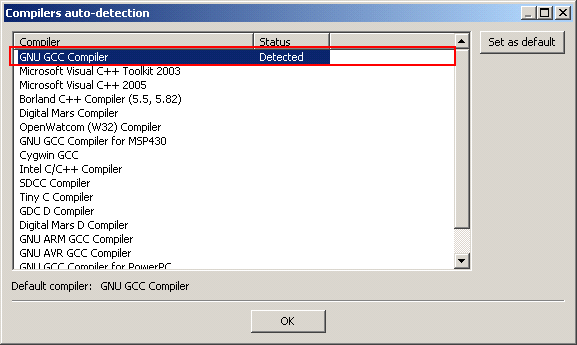 Compilers auto-detection
Compiler Status
Set as default
GNU GCC Compiler Detected
Microsoft Visual C++ Toolkit 2003
Microsoft Visual C++ 2005
Borland C++ Compiler (5.5, 5.82)
Digital Mars Compiler
OpenWatcom (W32) Compiler
GNU GCC Compiler for MSP430
Cygwin GCC
Intel C/C++ Compiler
SDCC Compiler
Tiny C Compiler
GDC D Compiler
Digital Mars D Compiler
GNU ARM GCC Compiler
GNU AVR GCC Compiler
GNU GCC Compiler for PowerPC
Default compiler: GNU GCC Compiler
OK